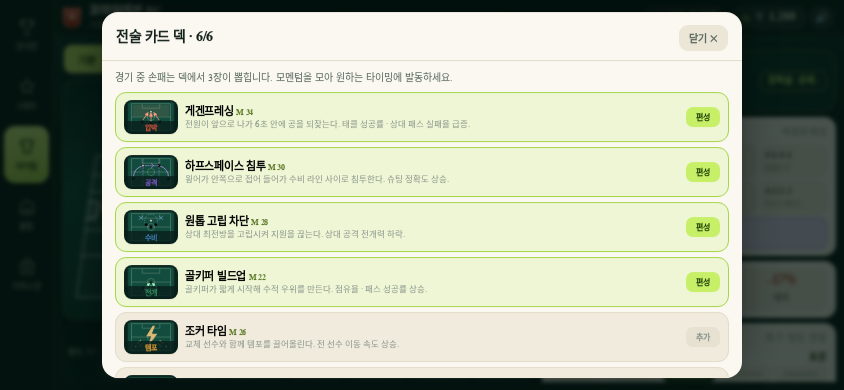 전술 카드 덱 · 6/6
닫기 ✕
경기 중 손패는 덱에서 3장이 뽑힙니다. 모멘텀을 모아 원하는 타이밍에 발동하세요.
압박
게겐프레싱 M 34
전원이 앞으로 나가 6초 안에 공을 되찾는다. 태클 성공률 · 상대 패스 실패율 급증.
편성
공격
하프스페이스 침투 M 30
윙어가 안쪽으로 접어 들어가 수비 라인 사이로 침투한다. 슈팅 정확도 상승.
편성
수비
원톱 고립 차단 M 28
상대 최전방을 고립시켜 지원을 끊는다. 상대 공격 전개력 하락.
편성
전개
골키퍼 빌드업 M 22
골키퍼가 짧게 시작해 수적 우위를 만든다. 점유율 · 패스 성공률 상승.
편성
템포
조커 타임 M 26
교체 선수와 함께 템포를 끌어올린다. 전 선수 이동 속도 상승.
추가